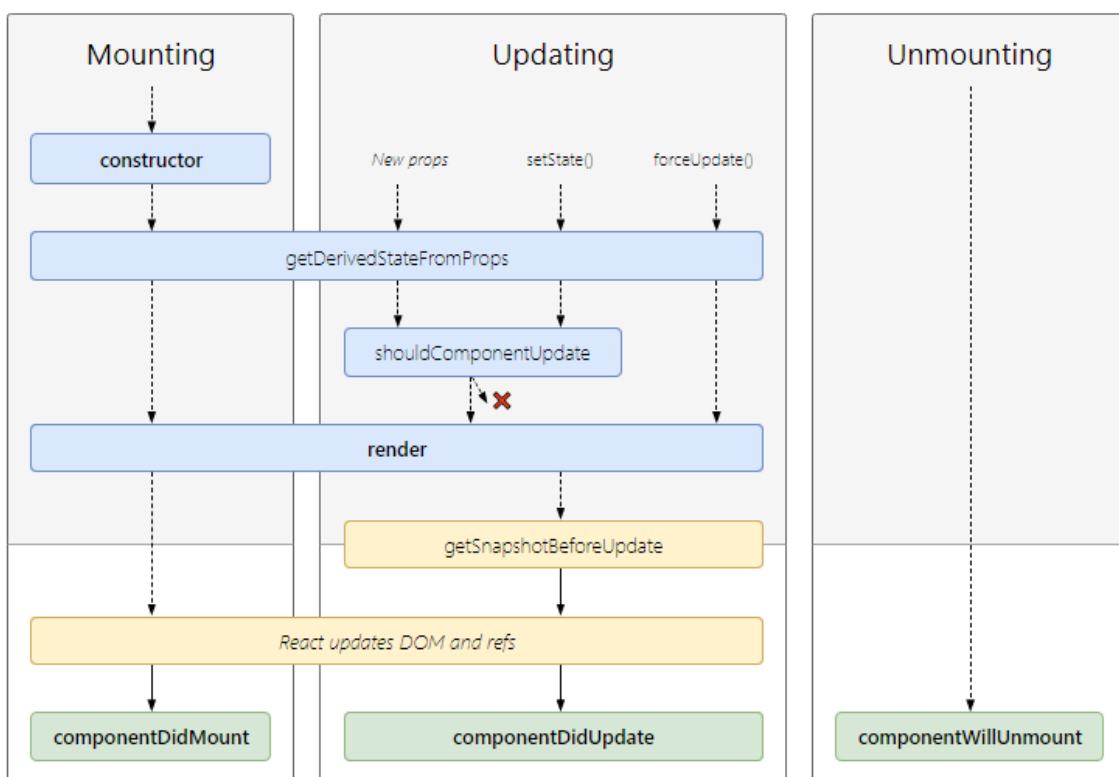 Mounting
Updating
Unmounting
constructor
New props
setState()
forceUpdate()
getDerivedStateFromProps
shouldComponentUpdate
render
getSnapshotBeforeUpdate
React updates DOM and refs
componentDidMount
componentDidUpdate
componentWillUnmount